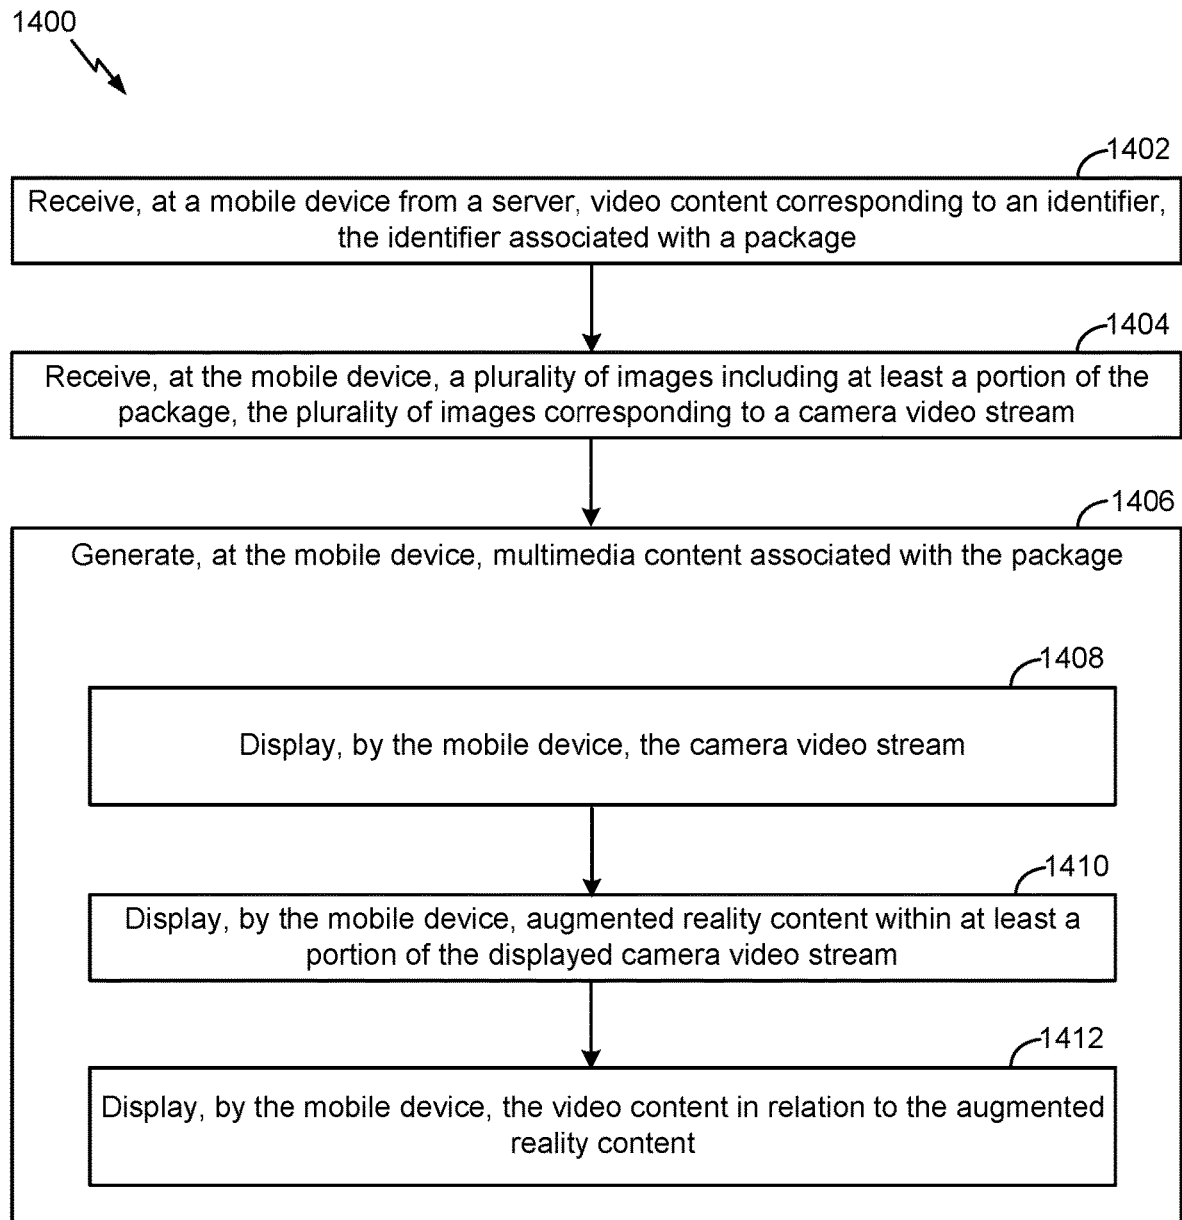 1400
1402
Receive, at a mobile device from a server, video content corresponding to an identifier,
the identifier associated with a package
1404
Receive, at the mobile device, a plurality of images including at least a portion of the
package, the plurality of images corresponding to a camera video stream
1406
Generate, at the mobile device, multimedia content associated with the package
1408
Display, by the mobile device, the camera video stream
1410
Display, by the mobile device, augmented reality content within at least a
portion of the displayed camera video stream
1412
Display, by the mobile device, the video content in relation to the augmented
reality content